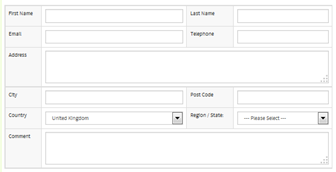 First Name Last Name
Email Telephone
Address
City Post Code
Country United Kingdom Region / State: --- Please Select ---
Comment